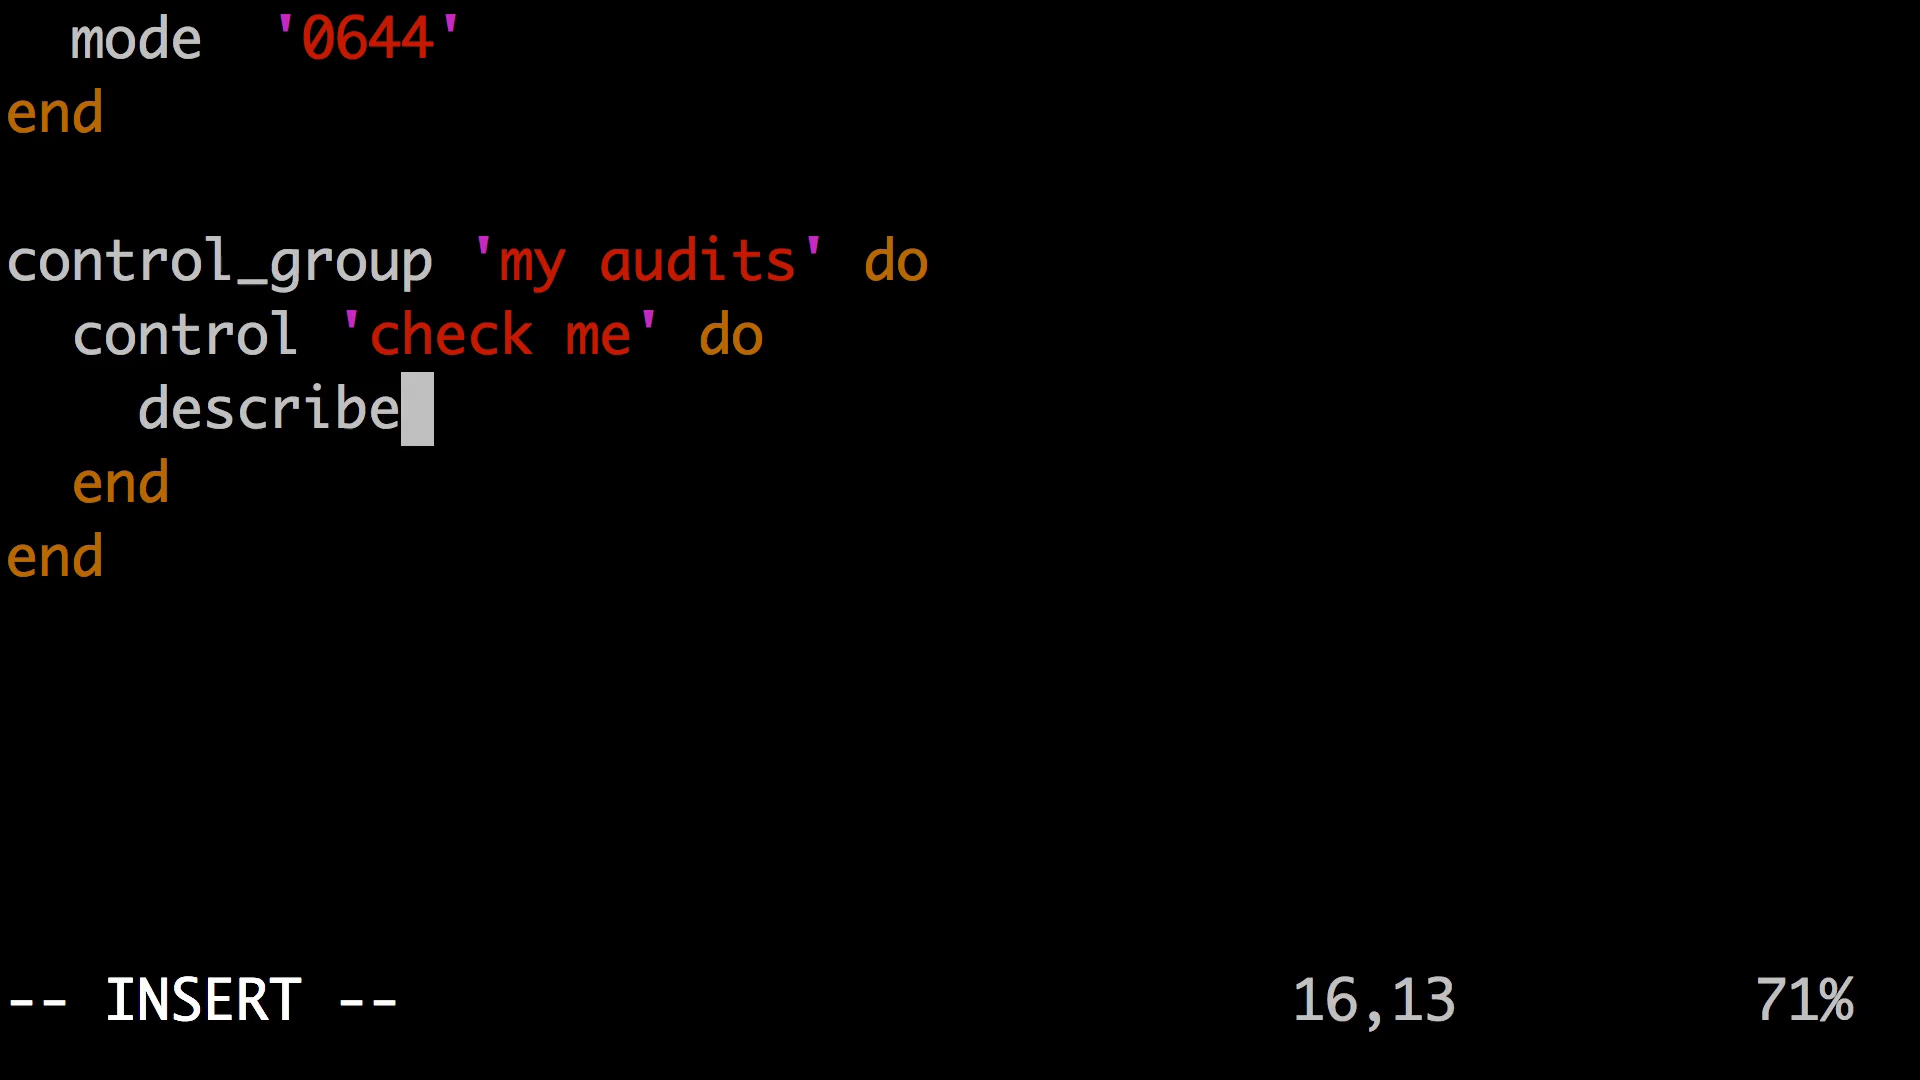 mode  '0644'
end

control_group 'my audits' do
  control 'check me' do
    describe
  end
end
-- INSERT -- 16,13 71%